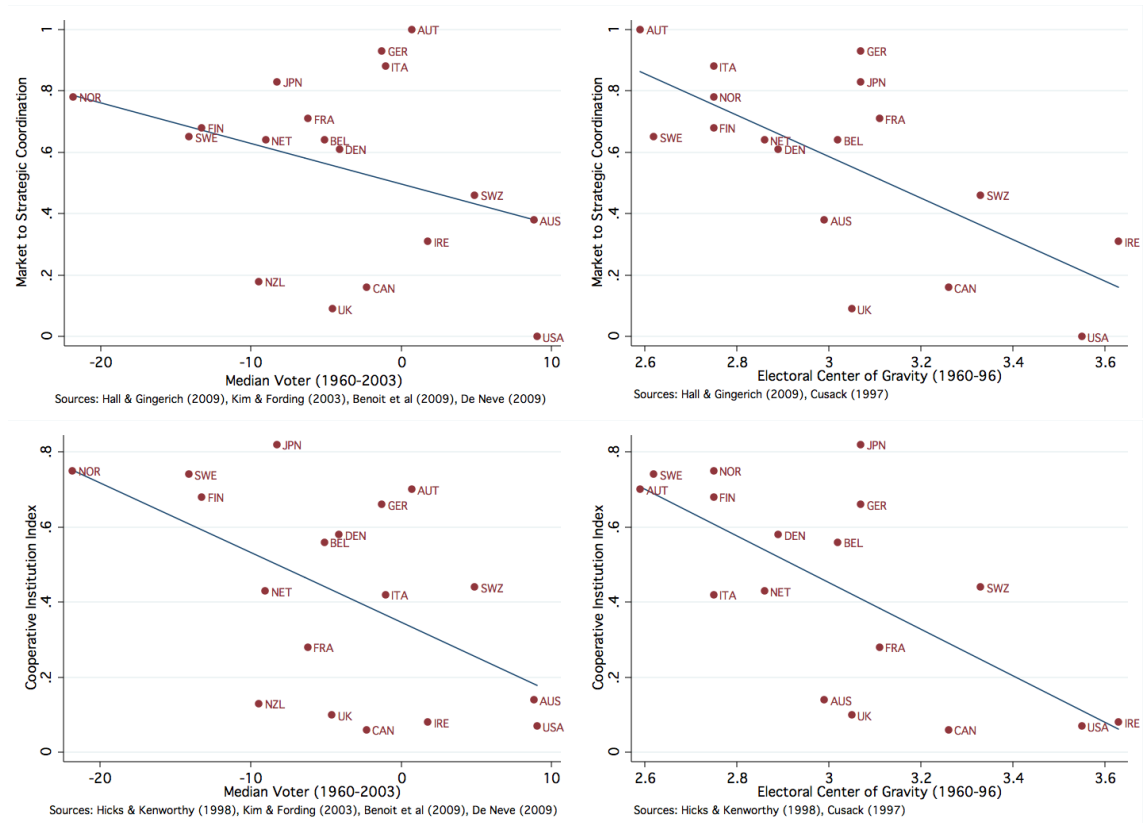 Market to Strategic Coordination
1
.8
.6
.4
.2
0
AUT
GER
ITA
JPN
NOR
FRA
FIN
SWE
NET
BEL
DEN
SWZ
AUS
IRE
NZL
CAN
UK
USA
-20 -10 0 10
Median Voter (1960-2003)
Sources: Hall & Gingerich (2009), Kim & Fording (2003), Benoit et al (2009), De Neve (2009)
Market to Strategic Coordination
1
.8
.6
.4
.2
0
AUT
GER
ITA
JPN
NOR
FRA
FIN
SWE
NET
BEL
DEN
SWZ
AUS
IRE
CAN
UK
USA
2.6 2.8 3 3.2 3.4 3.6
Electoral Center of Gravity (1960-96)
Sources: Hall & Gingerich (2009), Cusack (1997)
Cooperative Institution Index
.8
.6
.4
.2
0
JPN
NOR
SWE
AUT
FIN
GER
DEN
BEL
SWZ
NET
ITA
FRA
AUS
NZL
UK
IRE
USA
CAN
-20 -10 0 10
Median Voter (1960-2003)
Sources: Hicks & Kenworthy (1998), Kim & Fording (2003), Benoit et al (2009), De Neve (2009)
Cooperative Institution Index
.8
.6
.4
.2
0
JPN
NOR
SWE
AUT
FIN
GER
DEN
BEL
SWZ
NET
ITA
FRA
AUS
UK
IRE
USA
CAN
2.6 2.8 3 3.2 3.4 3.6
Electoral Center of Gravity (1960-96)
Sources: Hicks & Kenworthy (1998), Cusack (1997)